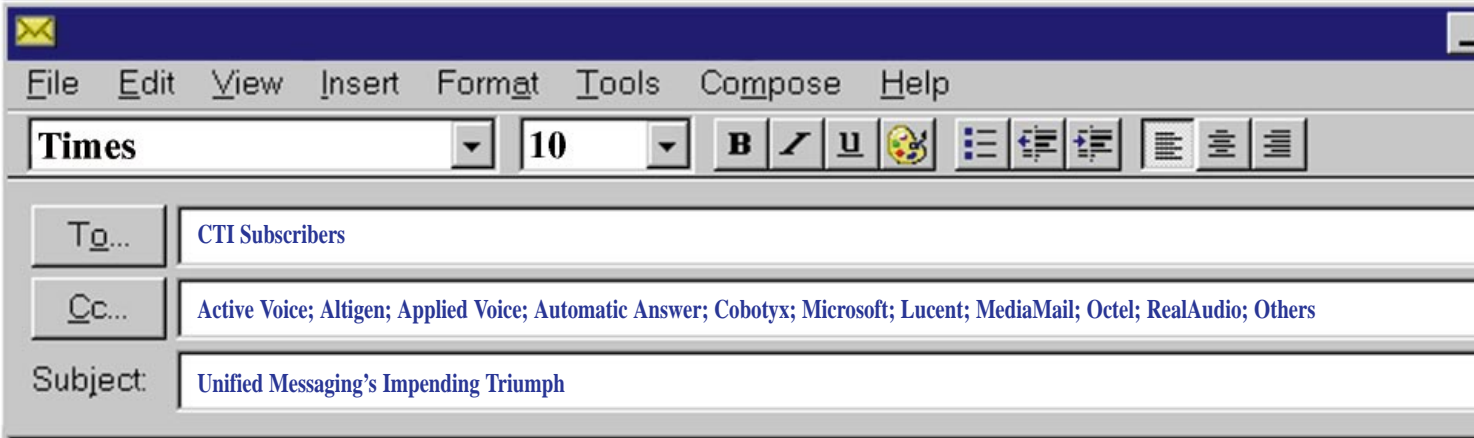 File Edit View Insert Format Tools Compose Help
Times 10 B I U
To... CTI Subscribers
Cc... Active Voice; Altigen; Applied Voice; Automatic Answer; Cobotyx; Microsoft; Lucent; MediaMail; Octel; RealAudio; Others
Subject: Unified Messaging’s Impending Triumph